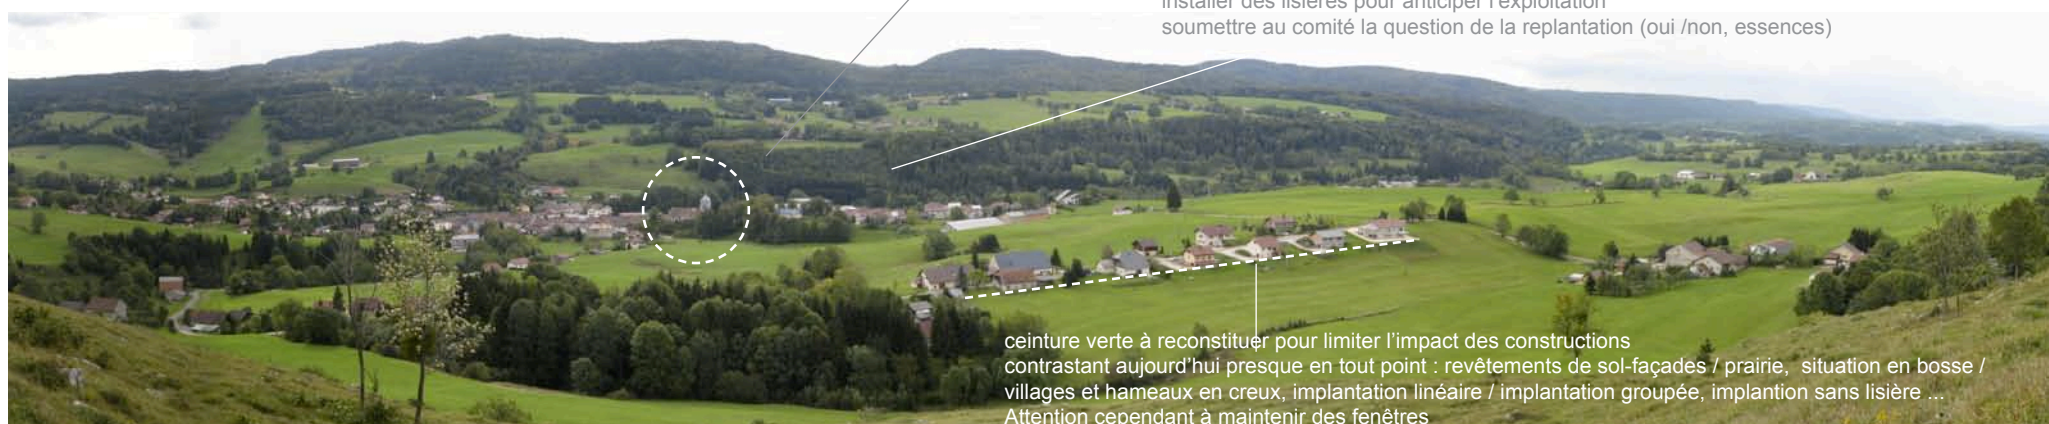 installer des lisières pour anticiper l'exploitation
soumettre au comité la question de la replantation (oui /non, essences)
ceinture verte à reconstituer pour limiter l'impact des constructions
contrastant aujourd'hui presque en tout point : revêtements de sol-façades / prairie, situation en bosse /
villages et hameaux en creux, implantation linéaire / implantation groupée, implantion sans lisière ...
Attention cependant à maintenir des fenêtres